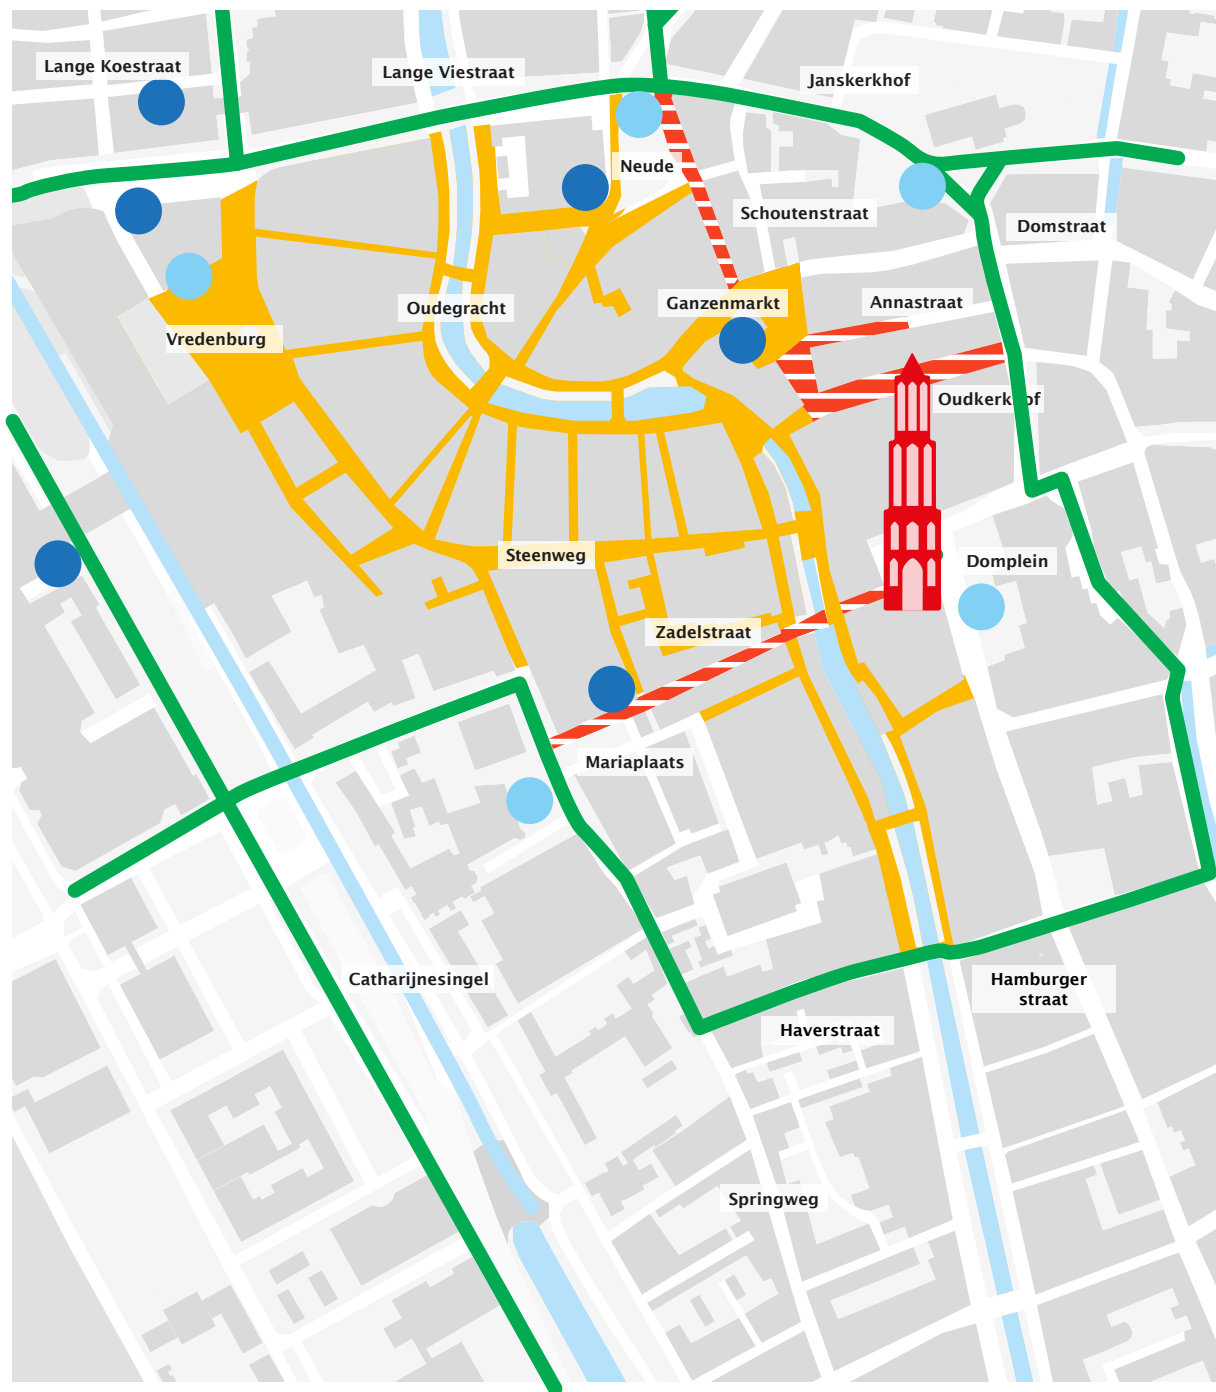 Lange Koestraat
Lange Viestraat
Janskerkhof
Neude
Schoutenstraat
Domstraat
Oudegracht
Ganzenmarkt
Annastraat
Vredenburg
Oudkerkhof
Steenweg
Domplein
Zadelstraat
Mariaplaats
Catharijnesingel
Hamburger
straat
Haverstraat
Springweg